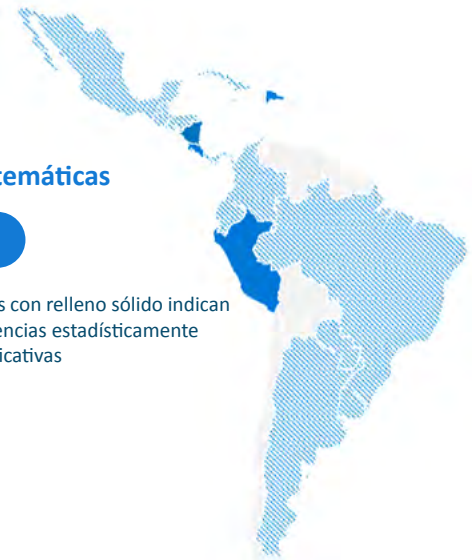 temáticas
s con relleno sólido indican
encias estadísticamente
icativas